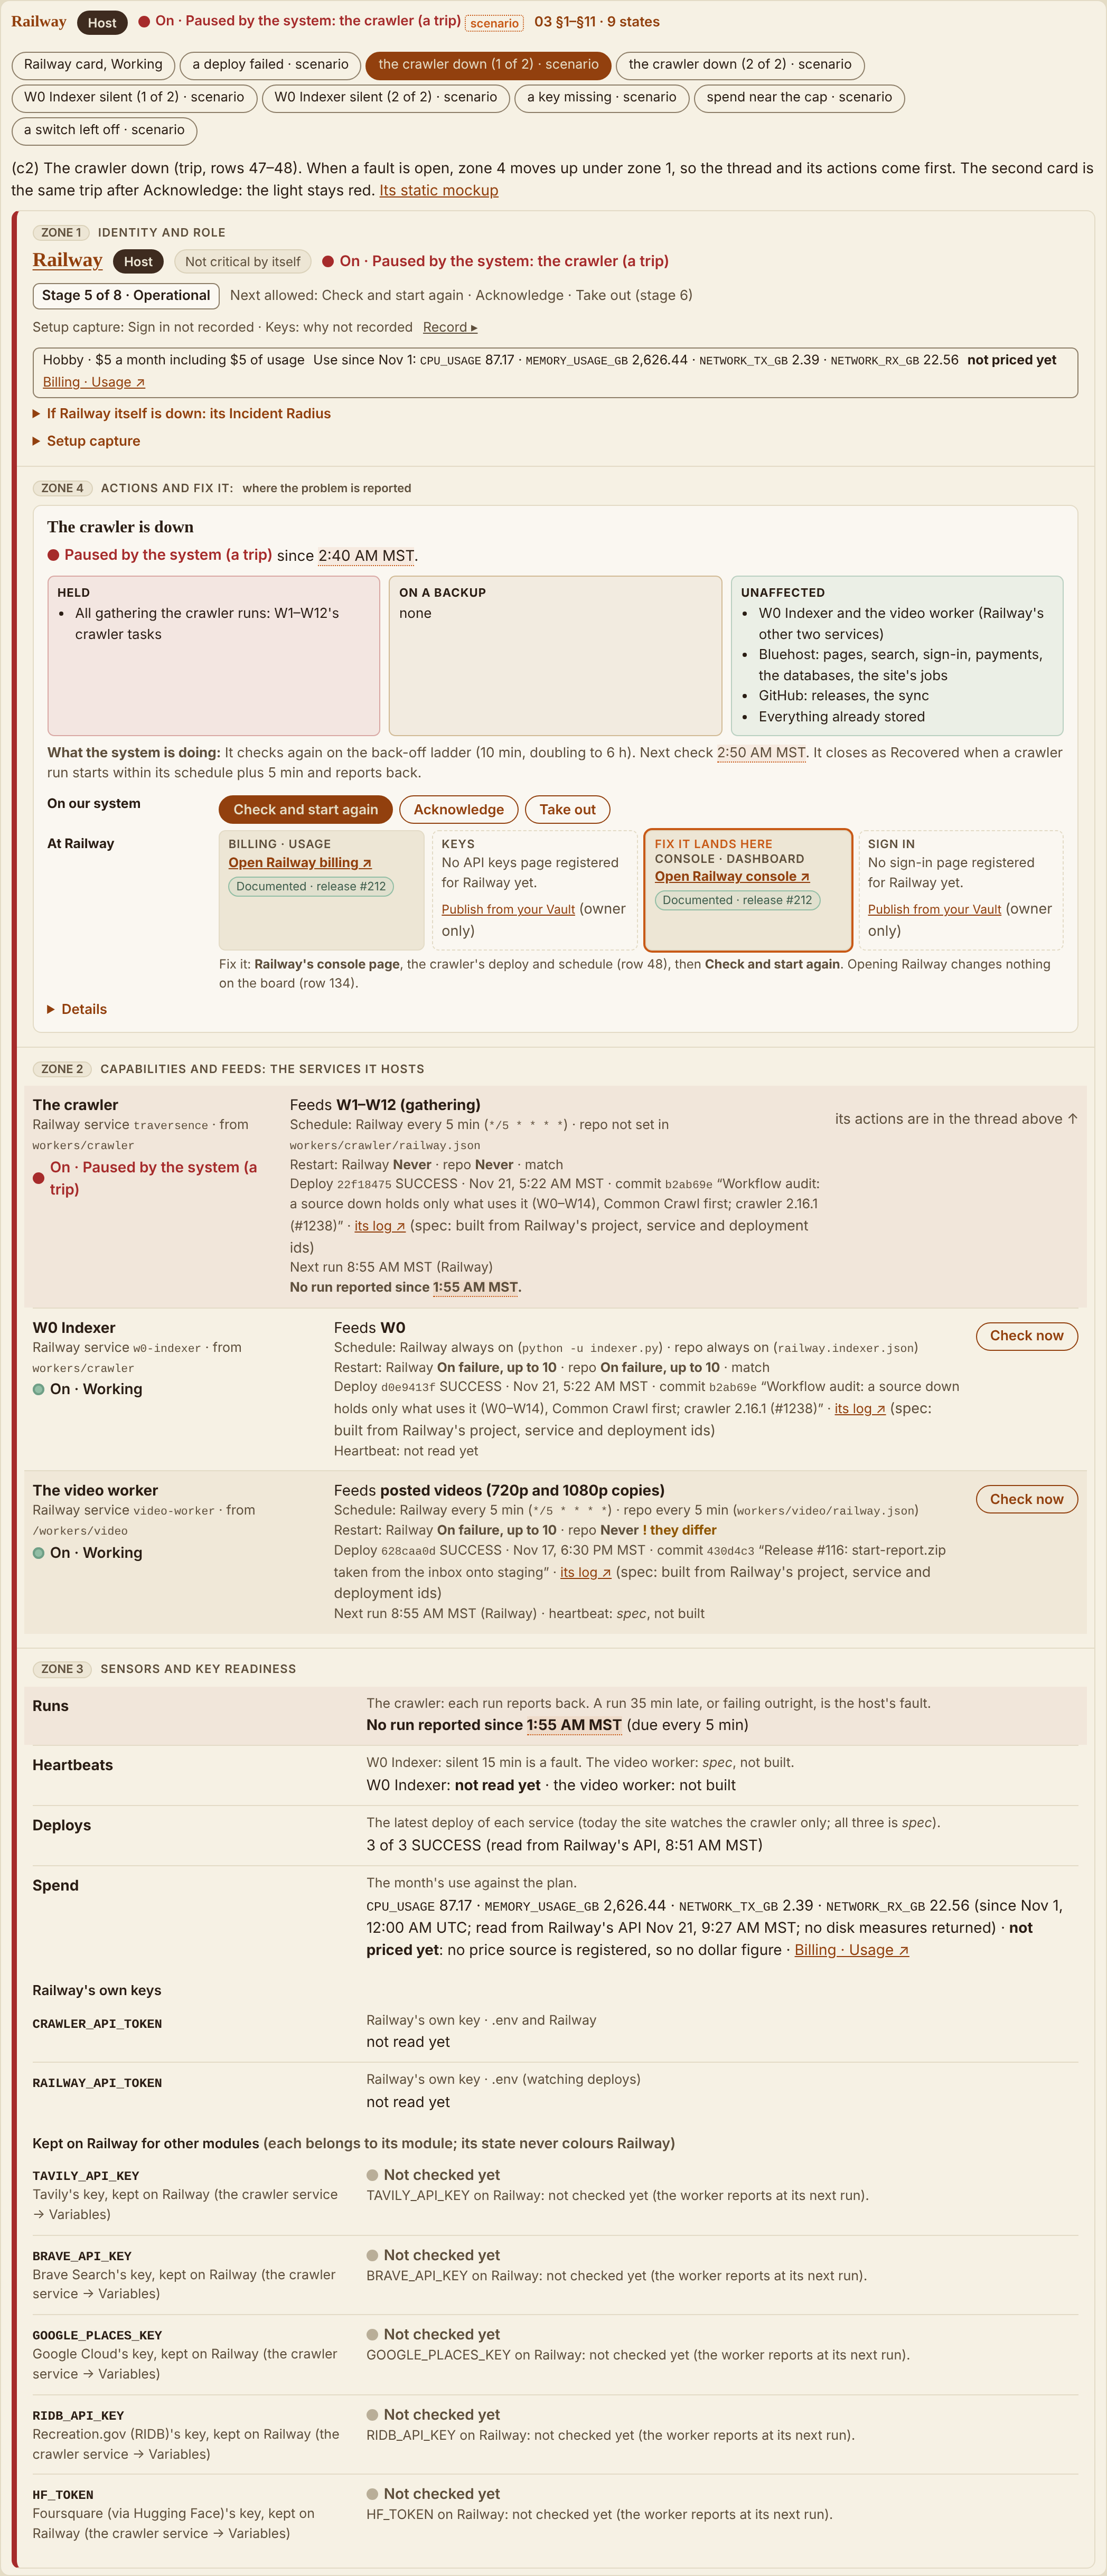 Railway Host On · Paused by the system: the crawler (a trip) scenario 03 §1–§11 · 9 states
Railway card, Working
a deploy failed · scenario
the crawler down (1 of 2) · scenario
the crawler down (2 of 2) · scenario
W0 Indexer silent (1 of 2) · scenario
W0 Indexer silent (2 of 2) · scenario
a key missing · scenario
spend near the cap · scenario
a switch left off · scenario
(c2) The crawler down (trip, rows 47–48). When a fault is open, zone 4 moves up under zone 1, so the thread and its actions come first. The second card is
the same trip after Acknowledge: the light stays red. Its static mockup
ZONE 1 IDENTITY AND ROLE
Railway Host Not critical by itself On · Paused by the system: the crawler (a trip)
Stage 5 of 8 · Operational Next allowed: Check and start again · Acknowledge · Take out (stage 6)
Setup capture: Sign in not recorded · Keys: why not recorded Record ▸
Hobby · $5 a month including $5 of usage Use since Nov 1: CPU_USAGE 87.17 · MEMORY_USAGE_GB 2,626.44 · NETWORK_TX_GB 2.39 · NETWORK_RX_GB 22.56 not priced yet
Billing · Usage ↗
▶ If Railway itself is down: its Incident Radius
▶ Setup capture
ZONE 4 ACTIONS AND FIX IT: where the problem is reported
The crawler is down
Paused by the system (a trip) since 2:40 AM MST.
HELD
• All gathering the crawler runs: W1–W12's
crawler tasks
ON A BACKUP
none
UNAFFECTED
• W0 Indexer and the video worker (Railway's
other two services)
• Bluehost: pages, search, sign-in, payments,
the databases, the site's jobs
• GitHub: releases, the sync
• Everything already stored
What the system is doing: It checks again on the back-off ladder (10 min, doubling to 6 h). Next check 2:50 AM MST. It closes as Recovered when a crawler
run starts within its schedule plus 5 min and reports back.
On our system
Check and start again
Acknowledge
Take out
At Railway
BILLING · USAGE
Open Railway billing ↗
Documented · release #212
KEYS
No API keys page registered
for Railway yet.
Publish from your Vault (owner
only)
FIX IT LANDS HERE
CONSOLE · DASHBOARD
Open Railway console ↗
Documented · release #212
SIGN IN
No sign-in page registered
for Railway yet.
Publish from your Vault (owner
only)
Fix it: Railway's console page, the crawler's deploy and schedule (row 48), then Check and start again. Opening Railway changes nothing
on the board (row 134).
▶ Details
ZONE 2 CAPABILITIES AND FEEDS: THE SERVICES IT HOSTS
The crawler
Railway service traversence · from
workers/crawler
On · Paused by the system (a
trip)
Feeds W1–W12 (gathering)
Schedule: Railway every 5 min (*/5 * * * *) · repo not set in
workers/crawler/railway.json
Restart: Railway Never · repo Never · match
Deploy 22f18475 SUCCESS · Nov 21, 5:22 AM MST · commit b2ab69e “Workflow audit:
a source down holds only what uses it (W0–W14), Common Crawl first; crawler 2.16.1
(#1238)” · its log ↗ (spec: built from Railway's project, service and deployment
ids)
Next run 8:55 AM MST (Railway)
No run reported since 1:55 AM MST.
its actions are in the thread above ↑
W0 Indexer
Railway service w0-indexer · from
workers/crawler
On · Working
Feeds W0
Schedule: Railway always on (python -u indexer.py) · repo always on (railway.indexer.json)
Restart: Railway On failure, up to 10 · repo On failure, up to 10 · match
Deploy d0e9413f SUCCESS · Nov 21, 5:22 AM MST · commit b2ab69e “Workflow audit: a source down
holds only what uses it (W0–W14), Common Crawl first; crawler 2.16.1 (#1238)” · its log ↗ (spec:
built from Railway's project, service and deployment ids)
Heartbeat: not read yet
Check now
The video worker
Railway service video-worker · from
/workers/video
On · Working
Feeds posted videos (720p and 1080p copies)
Schedule: Railway every 5 min (*/5 * * * *) · repo every 5 min (workers/video/railway.json)
Restart: Railway On failure, up to 10 · repo Never ! they differ
Deploy 628caa0d SUCCESS · Nov 17, 6:30 PM MST · commit 430d4c3 “Release #116: start-report.zip
taken from the inbox onto staging” · its log ↗ (spec: built from Railway's project, service and
deployment ids)
Next run 8:55 AM MST (Railway) · heartbeat: spec, not built
Check now
ZONE 3 SENSORS AND KEY READINESS
Runs
The crawler: each run reports back. A run 35 min late, or failing outright, is the host's fault.
No run reported since 1:55 AM MST (due every 5 min)
Heartbeats
W0 Indexer: silent 15 min is a fault. The video worker: spec, not built.
W0 Indexer: not read yet · the video worker: not built
Deploys
The latest deploy of each service (today the site watches the crawler only; all three is spec).
3 of 3 SUCCESS (read from Railway's API, 8:51 AM MST)
Spend
The month's use against the plan.
CPU_USAGE 87.17 · MEMORY_USAGE_GB 2,626.44 · NETWORK_TX_GB 2.39 · NETWORK_RX_GB 22.56 (since Nov 1,
12:00 AM UTC; read from Railway's API Nov 21, 9:27 AM MST; no disk measures returned) · not
priced yet: no price source is registered, so no dollar figure · Billing · Usage ↗
Railway's own keys
CRAWLER_API_TOKEN
Railway's own key · .env and Railway
not read yet
RAILWAY_API_TOKEN
Railway's own key · .env (watching deploys)
not read yet
Kept on Railway for other modules (each belongs to its module; its state never colours Railway)
TAVILY_API_KEY
Tavily's key, kept on Railway (the crawler service
→ Variables)
Not checked yet
TAVILY_API_KEY on Railway: not checked yet (the worker reports at its next run).
BRAVE_API_KEY
Brave Search's key, kept on Railway (the crawler
service → Variables)
Not checked yet
BRAVE_API_KEY on Railway: not checked yet (the worker reports at its next run).
GOOGLE_PLACES_KEY
Google Cloud's key, kept on Railway (the crawler
service → Variables)
Not checked yet
GOOGLE_PLACES_KEY on Railway: not checked yet (the worker reports at its next run).
RIDB_API_KEY
Recreation.gov (RIDB)'s key, kept on Railway (the
crawler service → Variables)
Not checked yet
RIDB_API_KEY on Railway: not checked yet (the worker reports at its next run).
HF_TOKEN
Foursquare (via Hugging Face)'s key, kept on
Railway (the crawler service → Variables)
Not checked yet
HF_TOKEN on Railway: not checked yet (the worker reports at its next run).